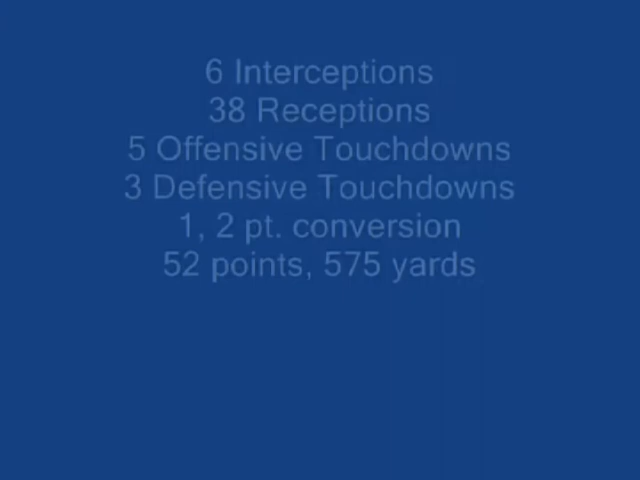 6 Interceptions
38 Receptions
5 Offensive Touchdowns
3 Defensive Touchdowns
1, 2 pt. conversion
52 points, 575 yards